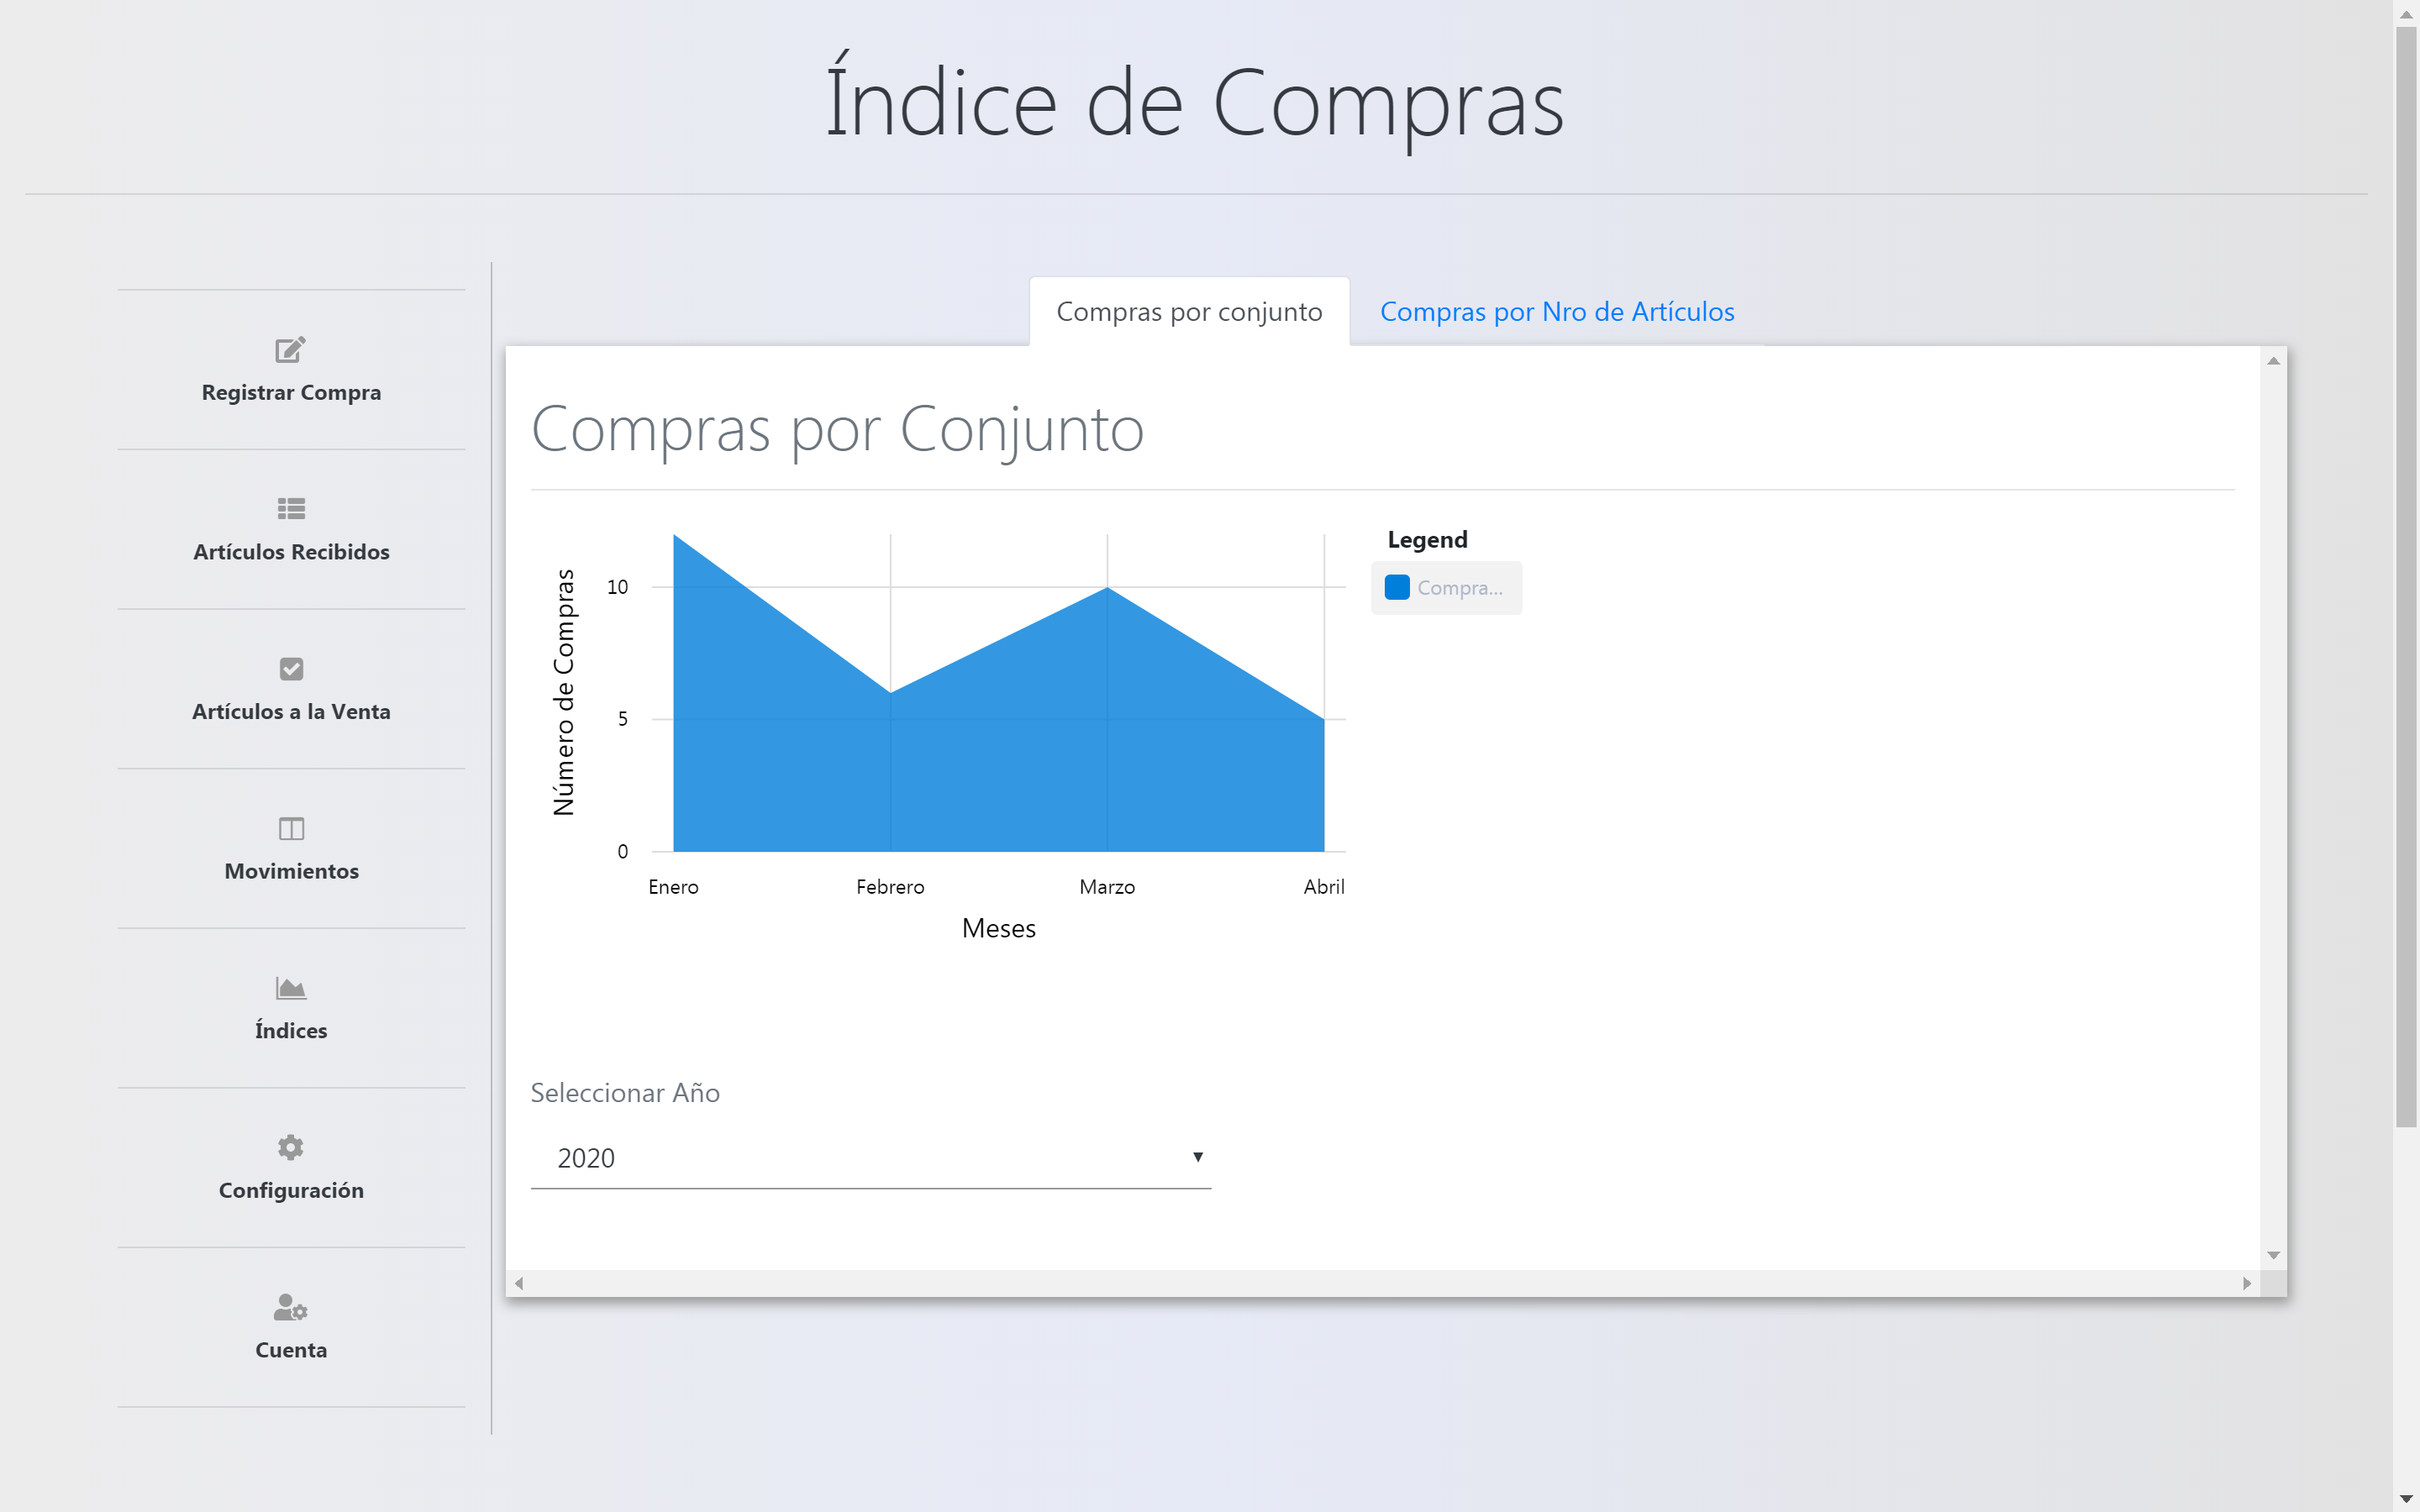 Índice de Compras
Registrar Compra
Artículos Recibidos
Artículos a la Venta
Movimientos
Índices
Configuración
Cuenta
Compras por conjunto
Compras por Nro de Artículos
Compras por Conjunto
Número de Compras
10
5
0
Enero
Febrero
Marzo
Abril
Meses
Legend
Compra...
Seleccionar Año
2020